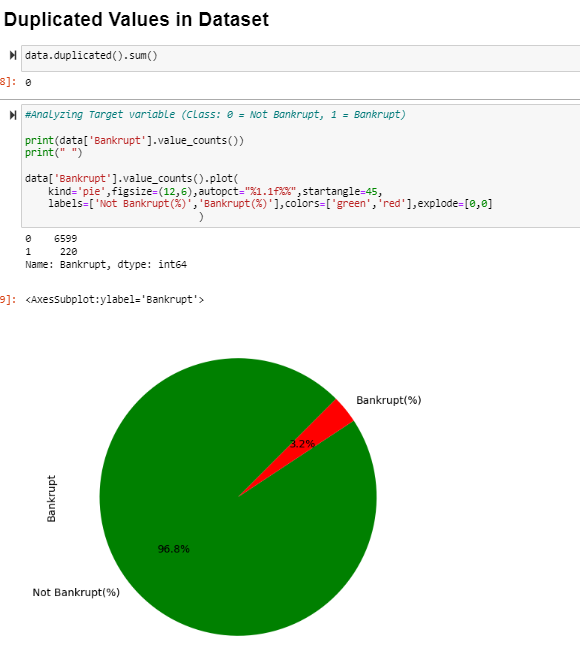 Duplicated Values in Dataset
data.duplicated().sum()
8]: 0
#Analyzing Target variable (Class: 0 = Not Bankrupt, 1 = Bankrupt)
print(data['Bankrupt'].value_counts())
print(" ")
data['Bankrupt'].value_counts().plot(
kind='pie',figsize=(12,6),autopct="%1.1f%%",startangle=45,
labels=['Not Bankrupt(%)','Bankrupt(%)'],colors=['green','red'],explode=[0,0]
)
0 6599
1 220
Name: Bankrupt, dtype: int64
9]: <AxesSubplot:ylabel='Bankrupt'>
Bankrupt(%)
3.2%
Bankrupt
96.8%
Not Bankrupt(%)